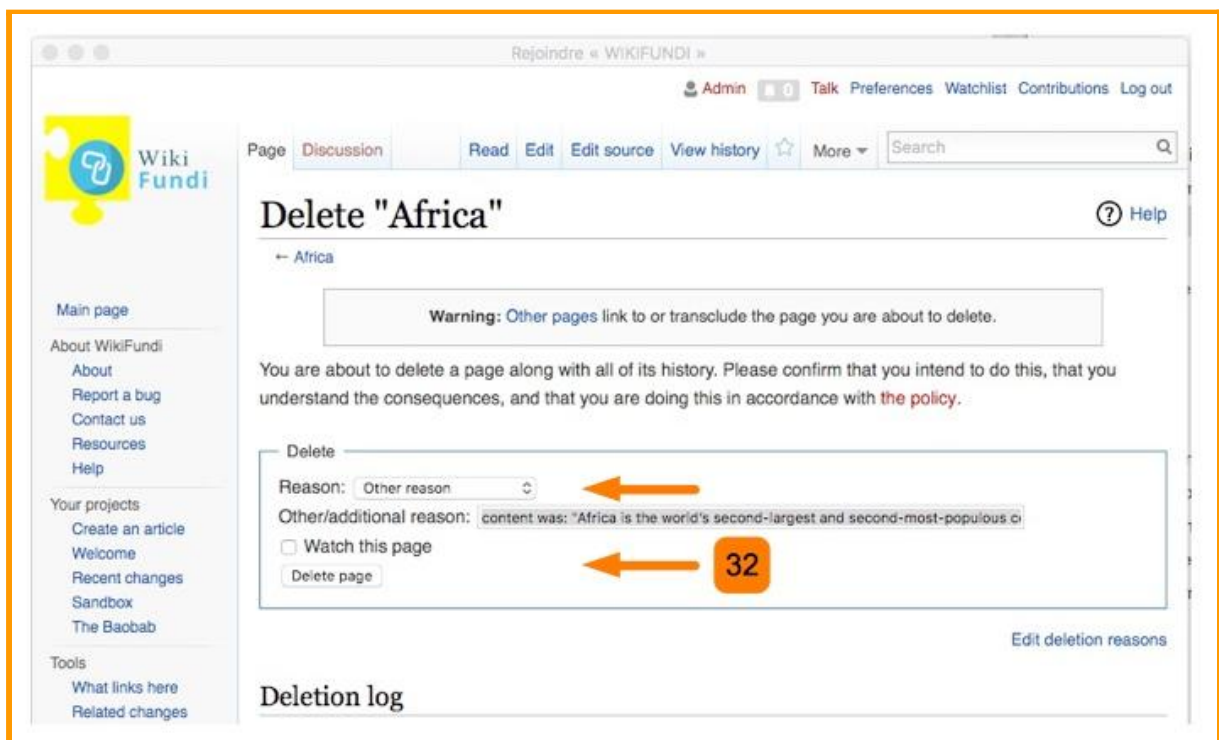 Rejoindre « WIKIFUNDI »
Admin 0 Talk Preferences Watchlist Contributions Log out
Wiki
Fundi
Page Discussion Read Edit Edit source View history More Search
Delete "Africa"
? Help
← Africa
Warning: Other pages link to or transclude the page you are about to delete.
You are about to delete a page along with all of its history. Please confirm that you intend to do this, that you
understand the consequences, and that you are doing this in accordance with the policy.
Delete
Reason: Other reason
Other/additional reason: content was: "Africa is the world's second-largest and second-most-populous
Watch this page
Delete page
32
Edit deletion reasons
Deletion log
Main page
About WikiFundi
About
Report a bug
Contact us
Resources
Help
Your projects
Create an article
Welcome
Recent changes
Sandbox
The Baobab
Tools
What links here
Related changes